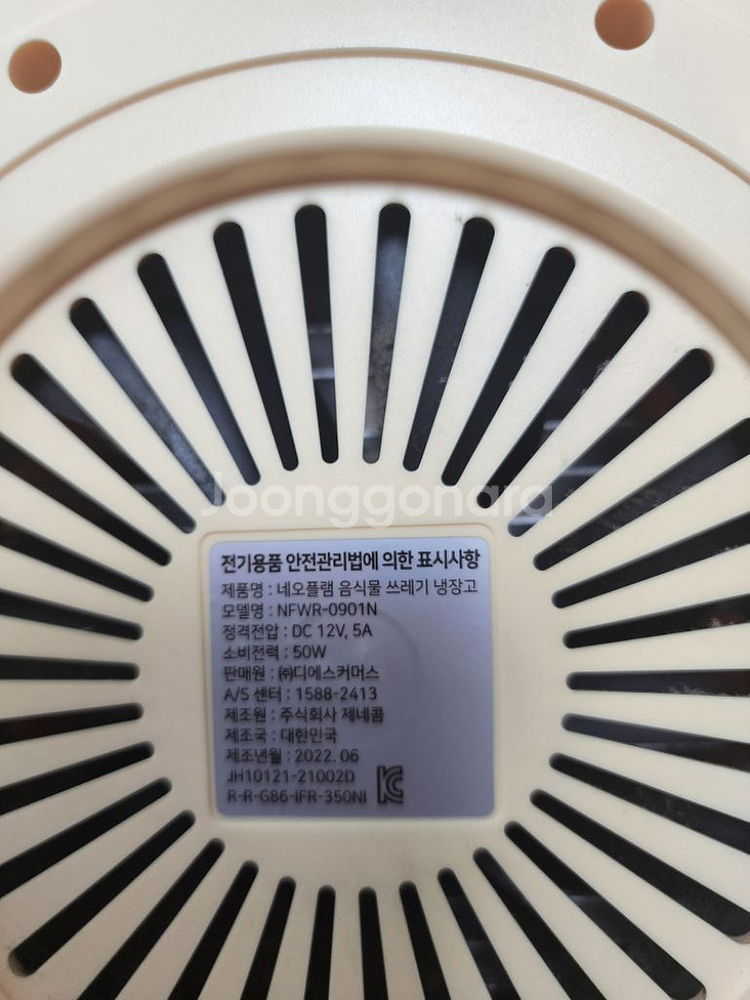 Joonggonara
전기용품 안전관리법에 의한 표시사항
제품명 : 네오플램 음식물 쓰레기 냉장고
모델명 : NFWR-0901N
정격전압 : DC 12V, 5A
소비전력 : 50W
판매원 : ㈜디에스커머스
A/S 센터 : 1588-2413
제조원 : 주식회사 제네콤
제조국 : 대한민국
제조년월 : 2022. 06
JH10121-21002D
R-R-G86-IFR-350NI